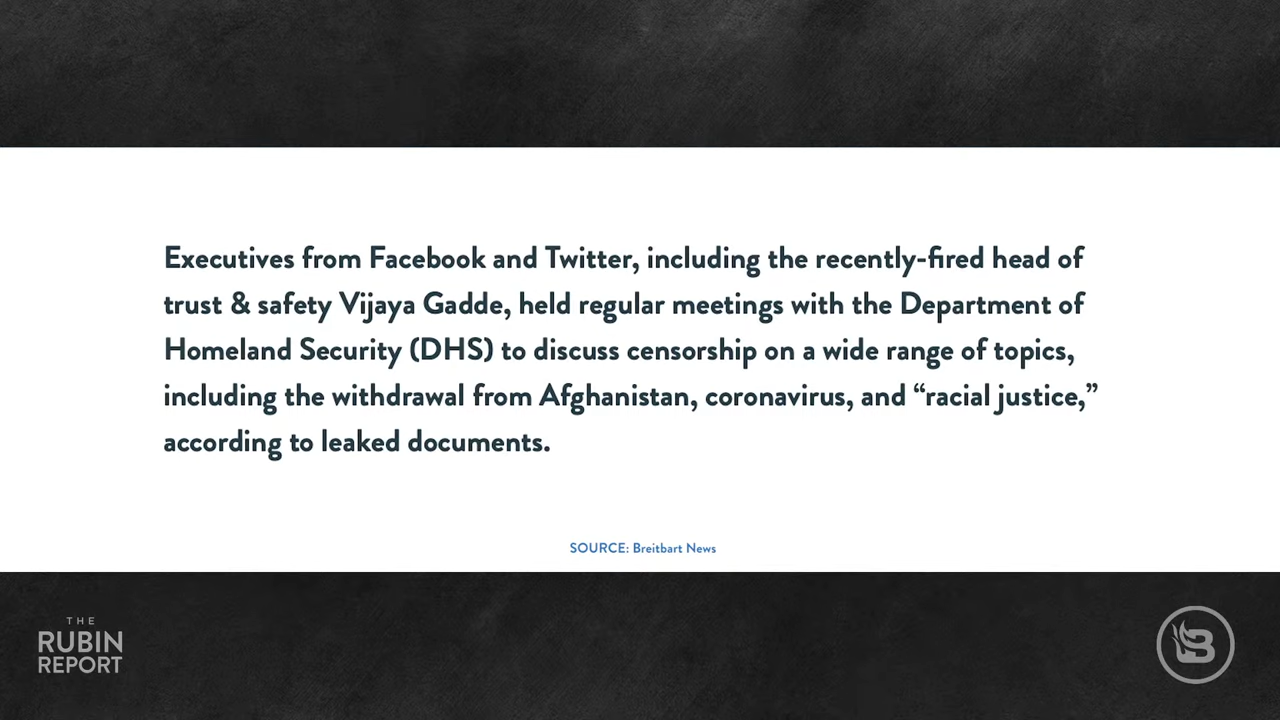 Executives from Facebook and Twitter, including the recently-fired head of
trust & safety Vijaya Gadde, held regular meetings with the Department of
Homeland Security (DHS) to discuss censorship on a wide range of topics,
including the withdrawal from Afghanistan, coronavirus, and “racial justice,”
according to leaked documents.
SOURCE: Breitbart News
THE
RUBIN
REPORT
B